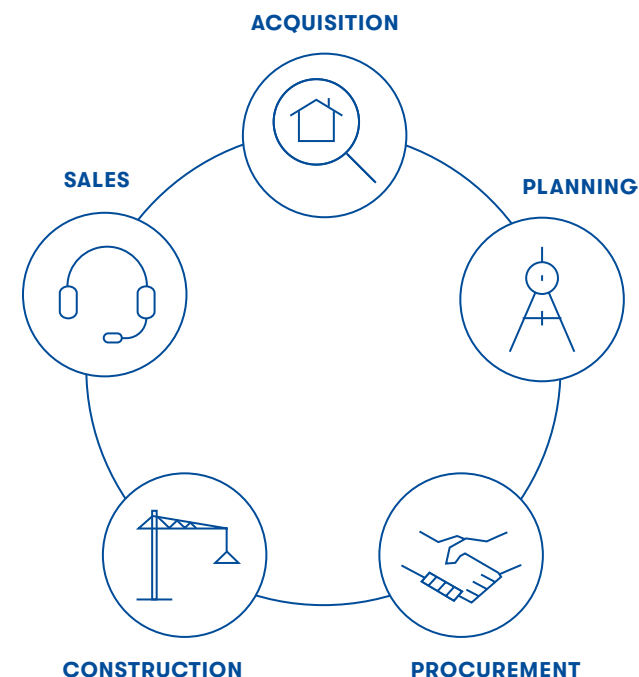 ACQUISITION
SALES
PLANNING
CONSTRUCTION
PROCUREMENT